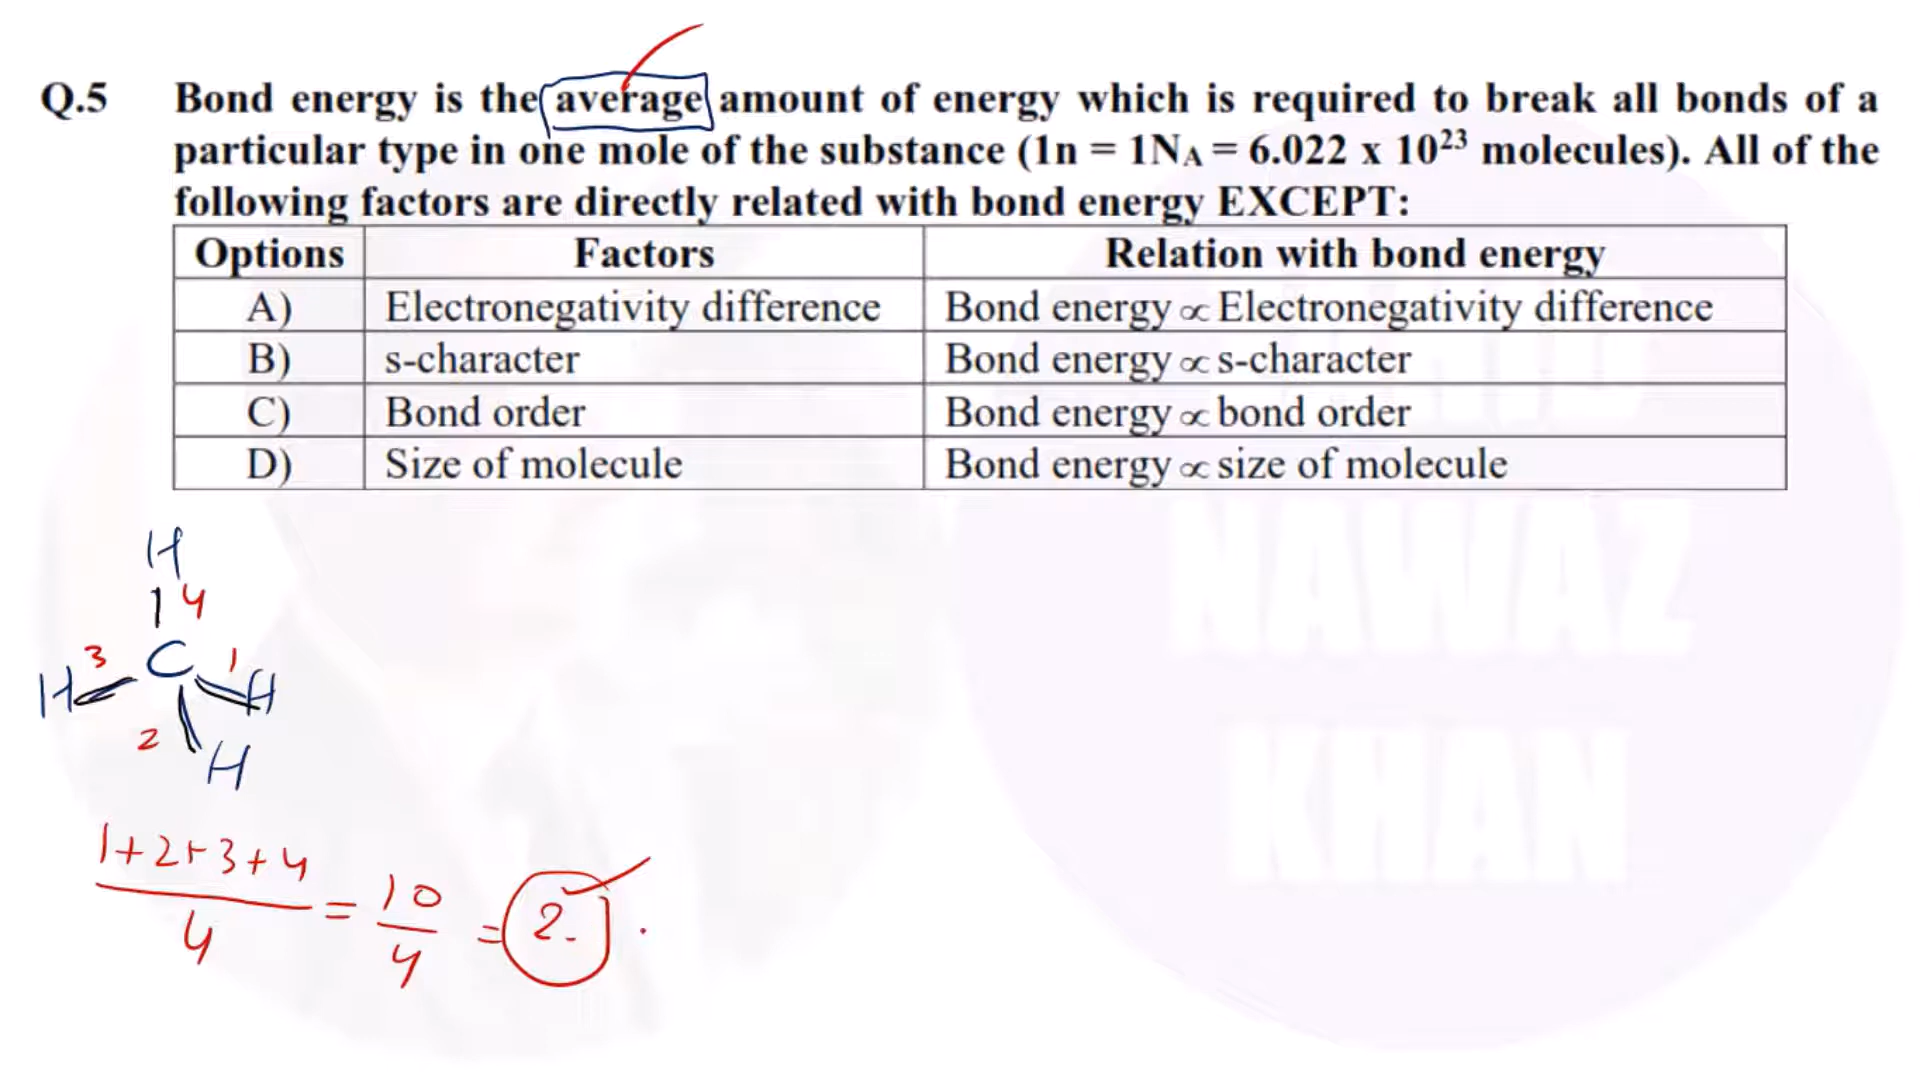 Q.5 Bond energy is the average amount of energy which is required to break all bonds of a
particular type in one mole of the substance (1n = 1N_A = 6.022 x 10²³ molecules). All of the
following factors are directly related with bond energy EXCEPT:
Options Factors Relation with bond energy
A) Electronegativity difference Bond energy ∝ Electronegativity difference
B) s-character Bond energy ∝ s-character
C) Bond order Bond energy ∝ bond order
D) Size of molecule Bond energy ∝ size of molecule
NAWAZ
KHAN
H
4
3 C 1
H H
2
H
1+2+3+4
4
= 10
4
= 2.